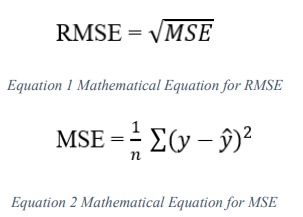 RMSE = √MSE
Equation 1 Mathematical Equation for RMSE
MSE = 1/n Σ(y − ŷ)²
Equation 2 Mathematical Equation for MSE